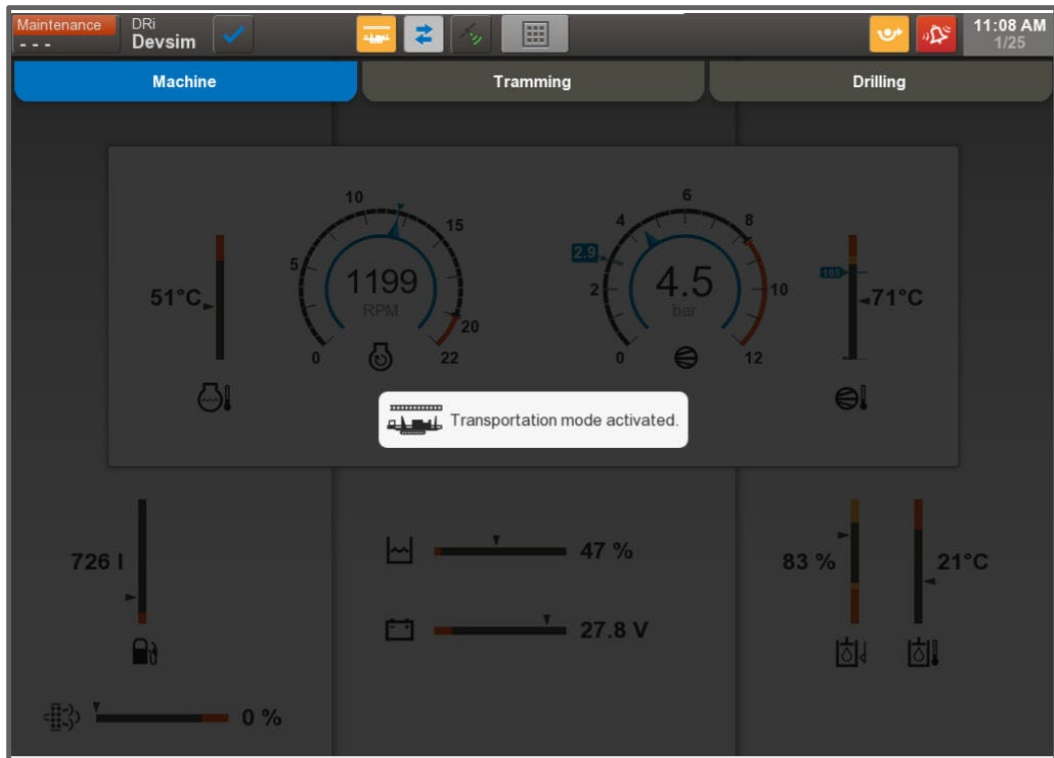 Maintenance
- - -
DRi
Devsim
11:08 AM
1/25
Machine
Tramming
Drilling
10
15
5
1199
RPM
20
0
22
51°C
6
4
8
2.9
2
4.5
bar
10
0
12
105
71°C
Transportation mode activated.
726 l
47 %
27.8 V
83 %
21°C
0 %